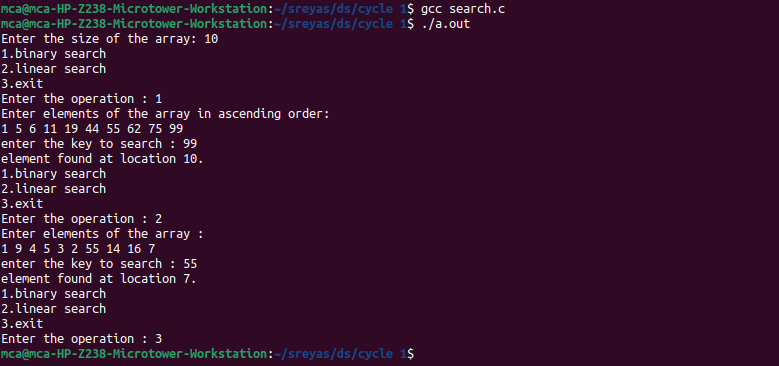 mca@mca-HP-Z238-Microtower-Workstation:~/sreyas/ds/cycle 1$ gcc search.c
mca@mca-HP-Z238-Microtower-Workstation:~/sreyas/ds/cycle 1$ ./a.out
Enter the size of the array: 10
1.binary search
2.linear search
3.exit
Enter the operation : 1
Enter elements of the array in ascending order:
1 5 6 11 19 44 55 62 75 99
enter the key to search : 99
element found at location 10.
1.binary search
2.linear search
3.exit
Enter the operation : 2
Enter elements of the array :
1 9 4 5 3 2 55 14 16 7
enter the key to search : 55
element found at location 7.
1.binary search
2.linear search
3.exit
Enter the operation : 3
mca@mca-HP-Z238-Microtower-Workstation:~/sreyas/ds/cycle 1$